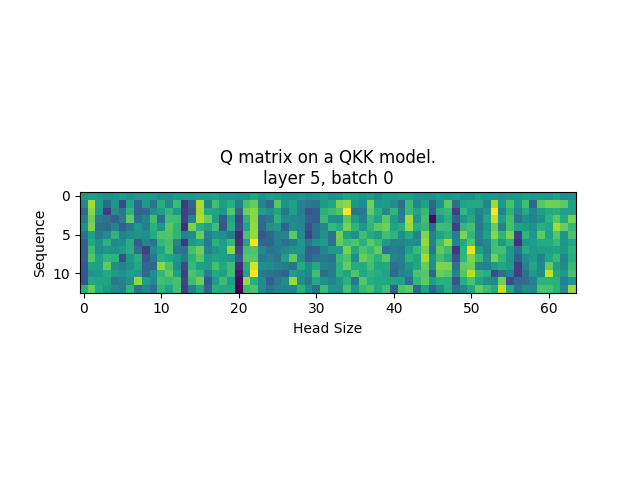 Q matrix on a QKK model.
layer 5, batch 0
0
5
10
Sequence
0 10 20 30 40 50 60
Head Size